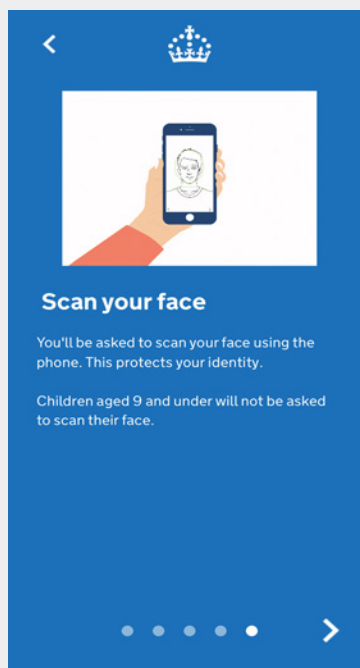 Scan your face
You'll be asked to scan your face using the
phone. This protects your identity.
Children aged 9 and under will not be asked
to scan their face.